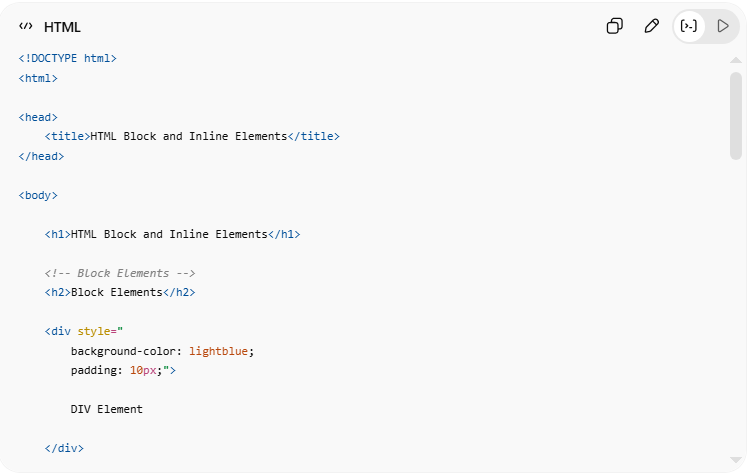 HTML
<!DOCTYPE html>
<html>
<head>
<title>HTML Block and Inline Elements</title>
</head>
<body>
<h1>HTML Block and Inline Elements</h1>
<!-- Block Elements -->
<h2>Block Elements</h2>
<div style="
background-color: lightblue;
padding: 10px;">
DIV Element
</div>